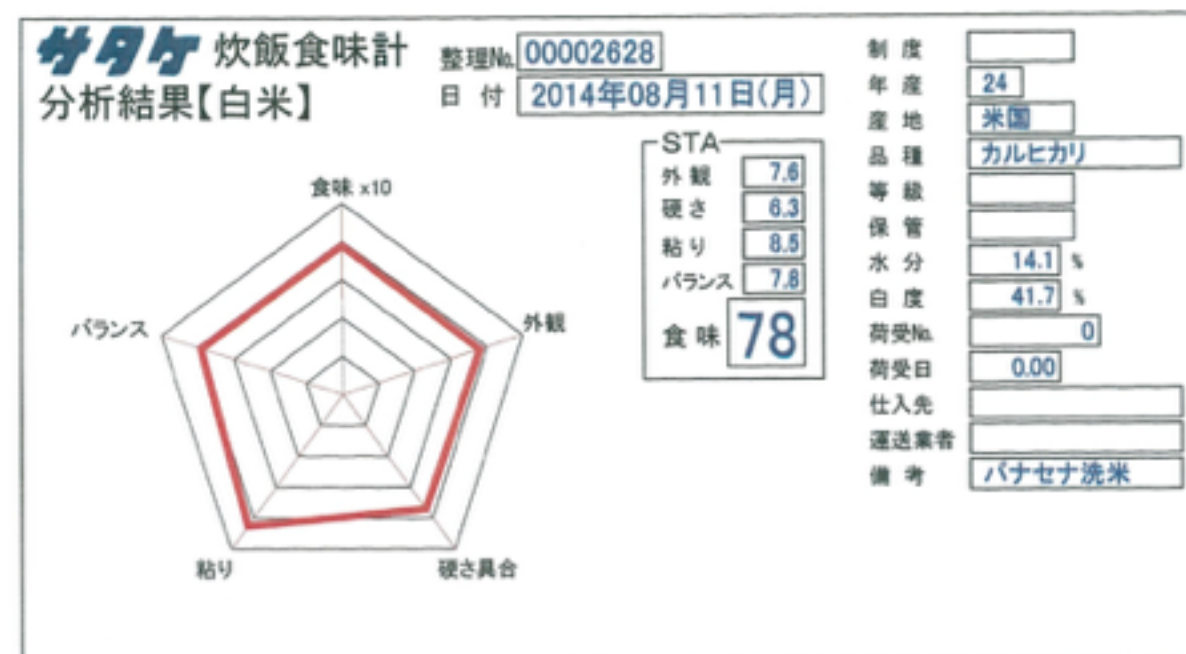 サタケ 炊飯食味計
分析結果【白米】
整理No. 00002628
日 付 2014年08月11日(月)
食味 x10
外観
硬さ具合
粘り
バランス
STA
外 観 7.6
硬 さ 6.3
粘 り 8.5
バランス 7.8
食 味 78
制 度
年 産 24
産 地 米国
品 種 カルヒカリ
等 級
保 管
水 分 14.1 %
白 度 41.7 %
荷受No. 0
荷受日 0.00
仕入先
運送業者
備 考 バナセナ洗米